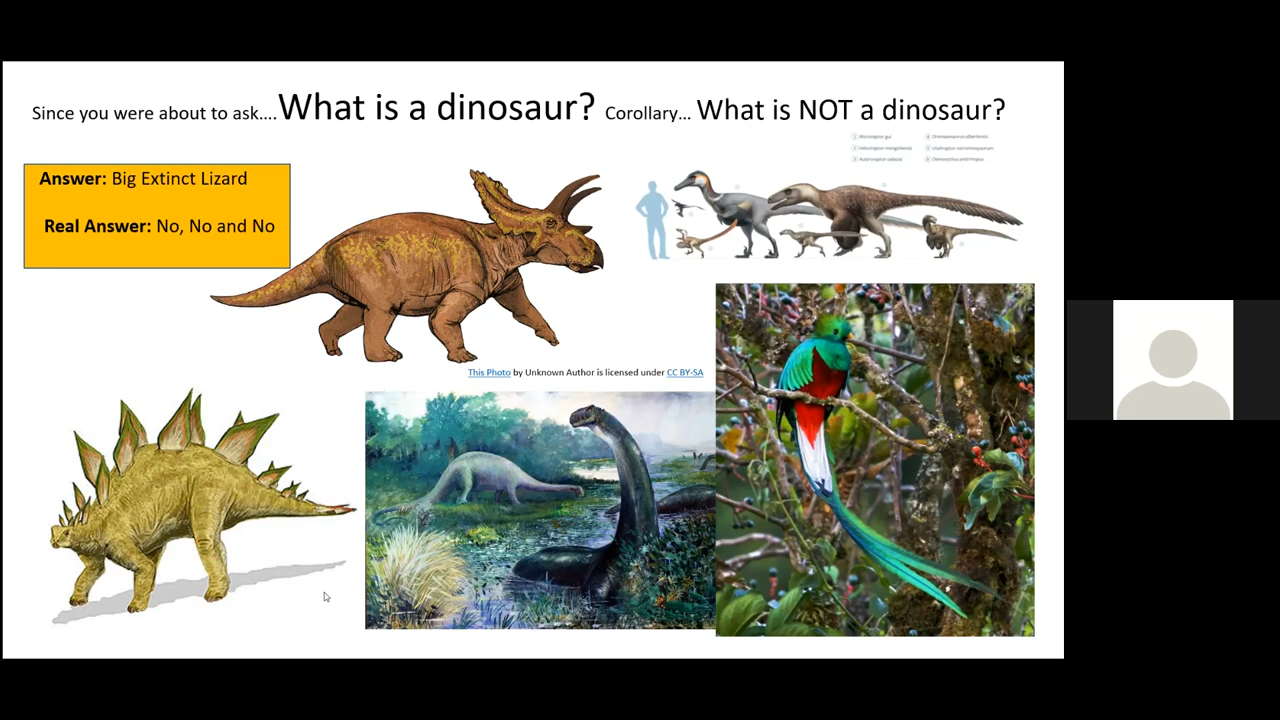 Since you were about to ask.... What is a dinosaur? Corollary... What is NOT a dinosaur?
Answer: Big Extinct Lizard
Real Answer: No, No and No
This Photo by Unknown Author is licensed under CC BY-SA